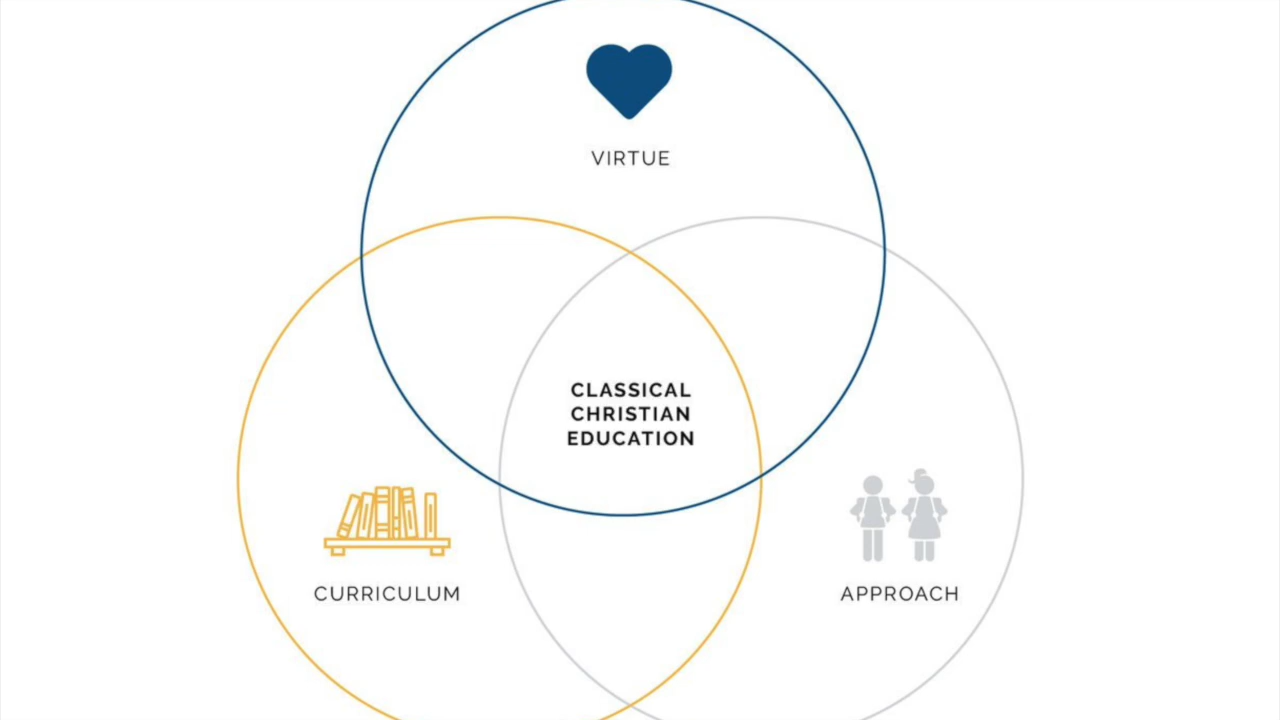 VIRTUE
CLASSICAL
CHRISTIAN
EDUCATION
CURRICULUM
APPROACH